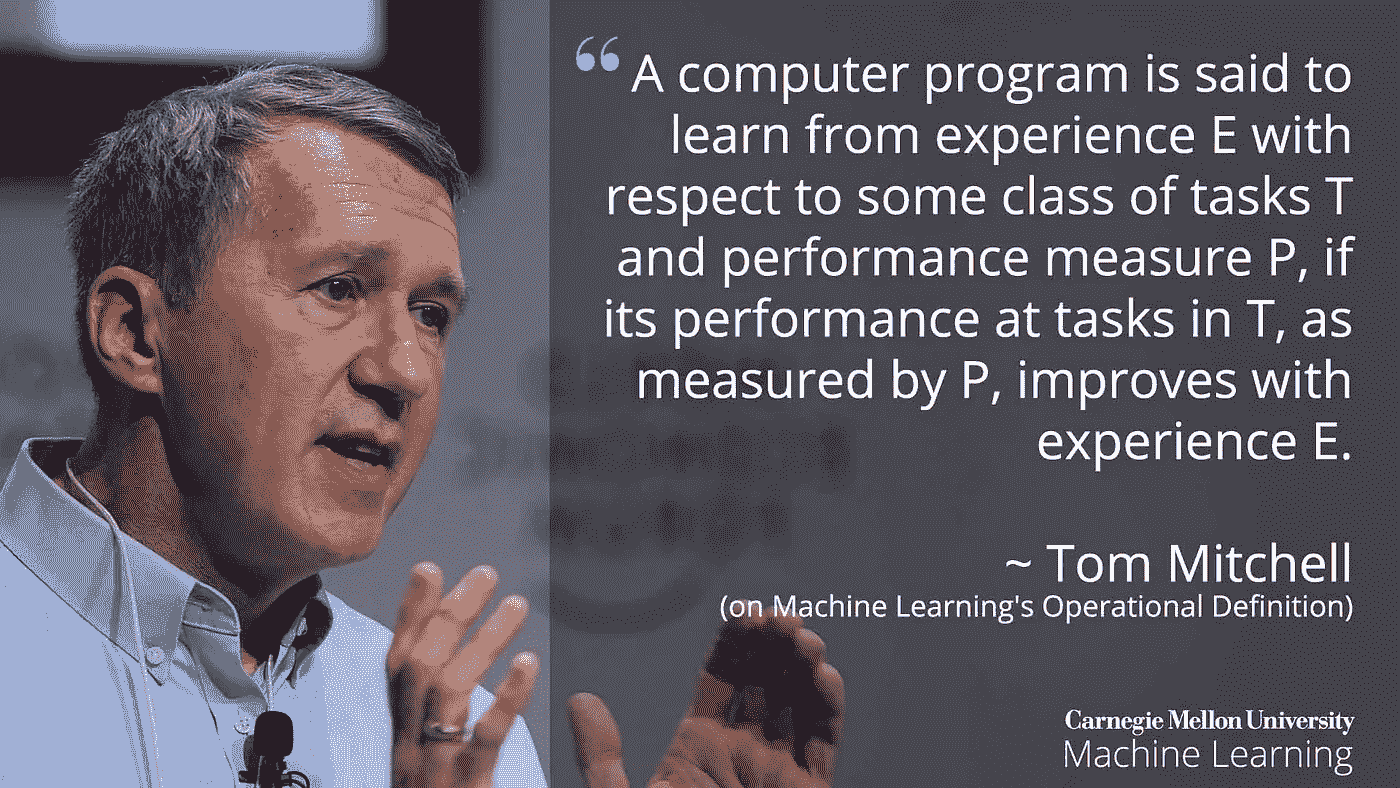 “ A computer program is said to
learn from experience E with
respect to some class of tasks T
and performance measure P, if
its performance at tasks in T, as
measured by P, improves with
experience E.
~ Tom Mitchell
(on Machine Learning's Operational Definition)
Carnegie Mellon University
Machine Learning